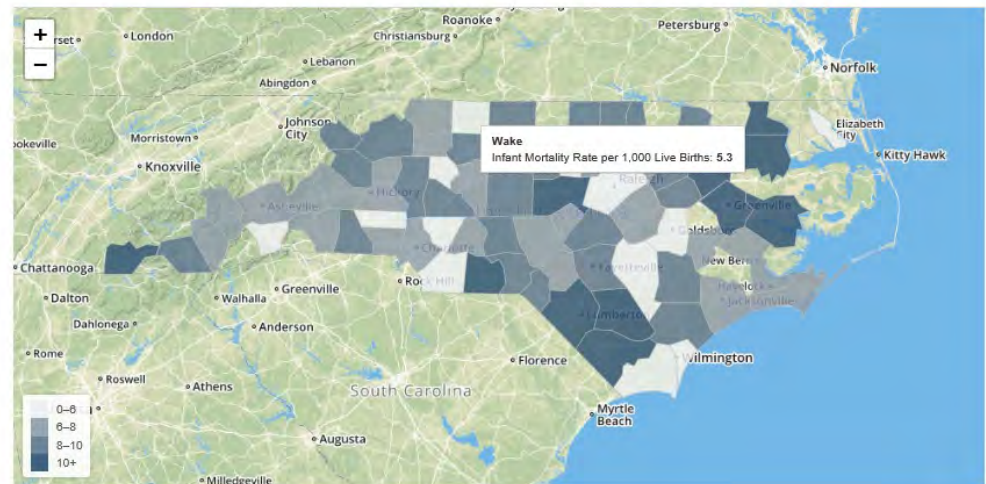 Roanoke
Petersburg
+
London
Christiansburg
−
Lebanon
Norfolk
Abingdon
Johnson
City
Elizabeth
City
Morristown
Wake
Infant Mortality Rate per 1,000 Live Births: 5.3
Kitty Hawk
Knoxville
Raleigh
Hickory
Asheville
Greenville
Goldsboro
Charlotte
New Bern
Chattanooga
Fayetteville
Rock Hill
Greenville
Havelock
Dalton
Walhalla
Jacksonville
Lumberton
Dahlonega
Anderson
Rome
Florence
Wilmington
Roswell
Athens
South Carolina
0–6
6–8
8–10
10+
Myrtle
Beach
Augusta
Milledgeville